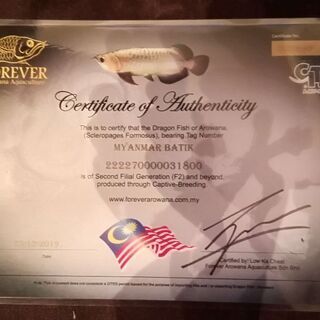 FOREVER
Arowana Aquaculture
Certificate No.
Certificate of Authenticity
This is to certify that the Dragon Fish or Arowana,
(Scleropages Formosus), bearing Tag Number
MYANMAR BATIK
222270000031800
is of Second Filial Generation (F2) and beyond
produced through Captive-Breeding.
www.foreverarowana.com.my
Date
Certified by: Low Ka Cheat
Forever Arowana Aquaculture Sdn Bhd